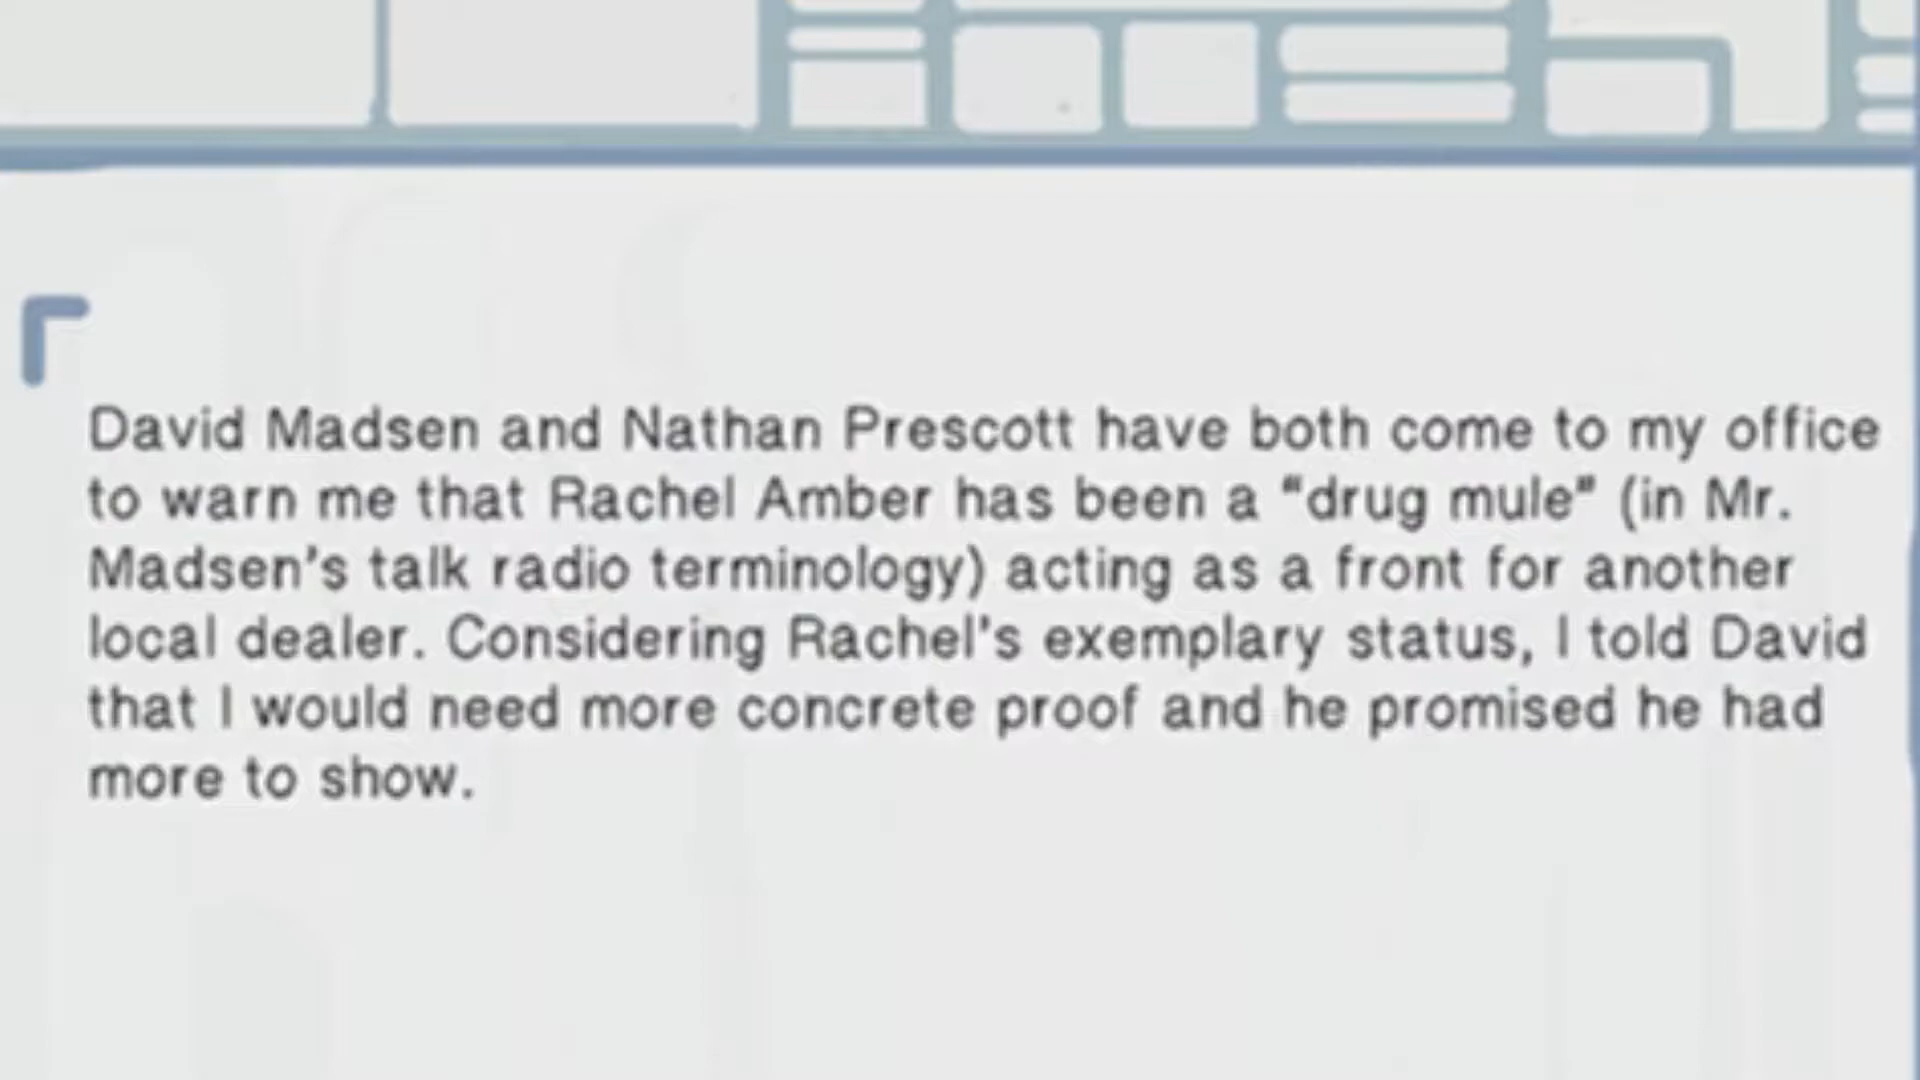 David Madsen and Nathan Prescott have both come to my office
to warn me that Rachel Amber has been a "drug mule" (in Mr.
Madsen's talk radio terminology) acting as a front for another
local dealer. Considering Rachel's exemplary status, I told David
that I would need more concrete proof and he promised he had
more to show.